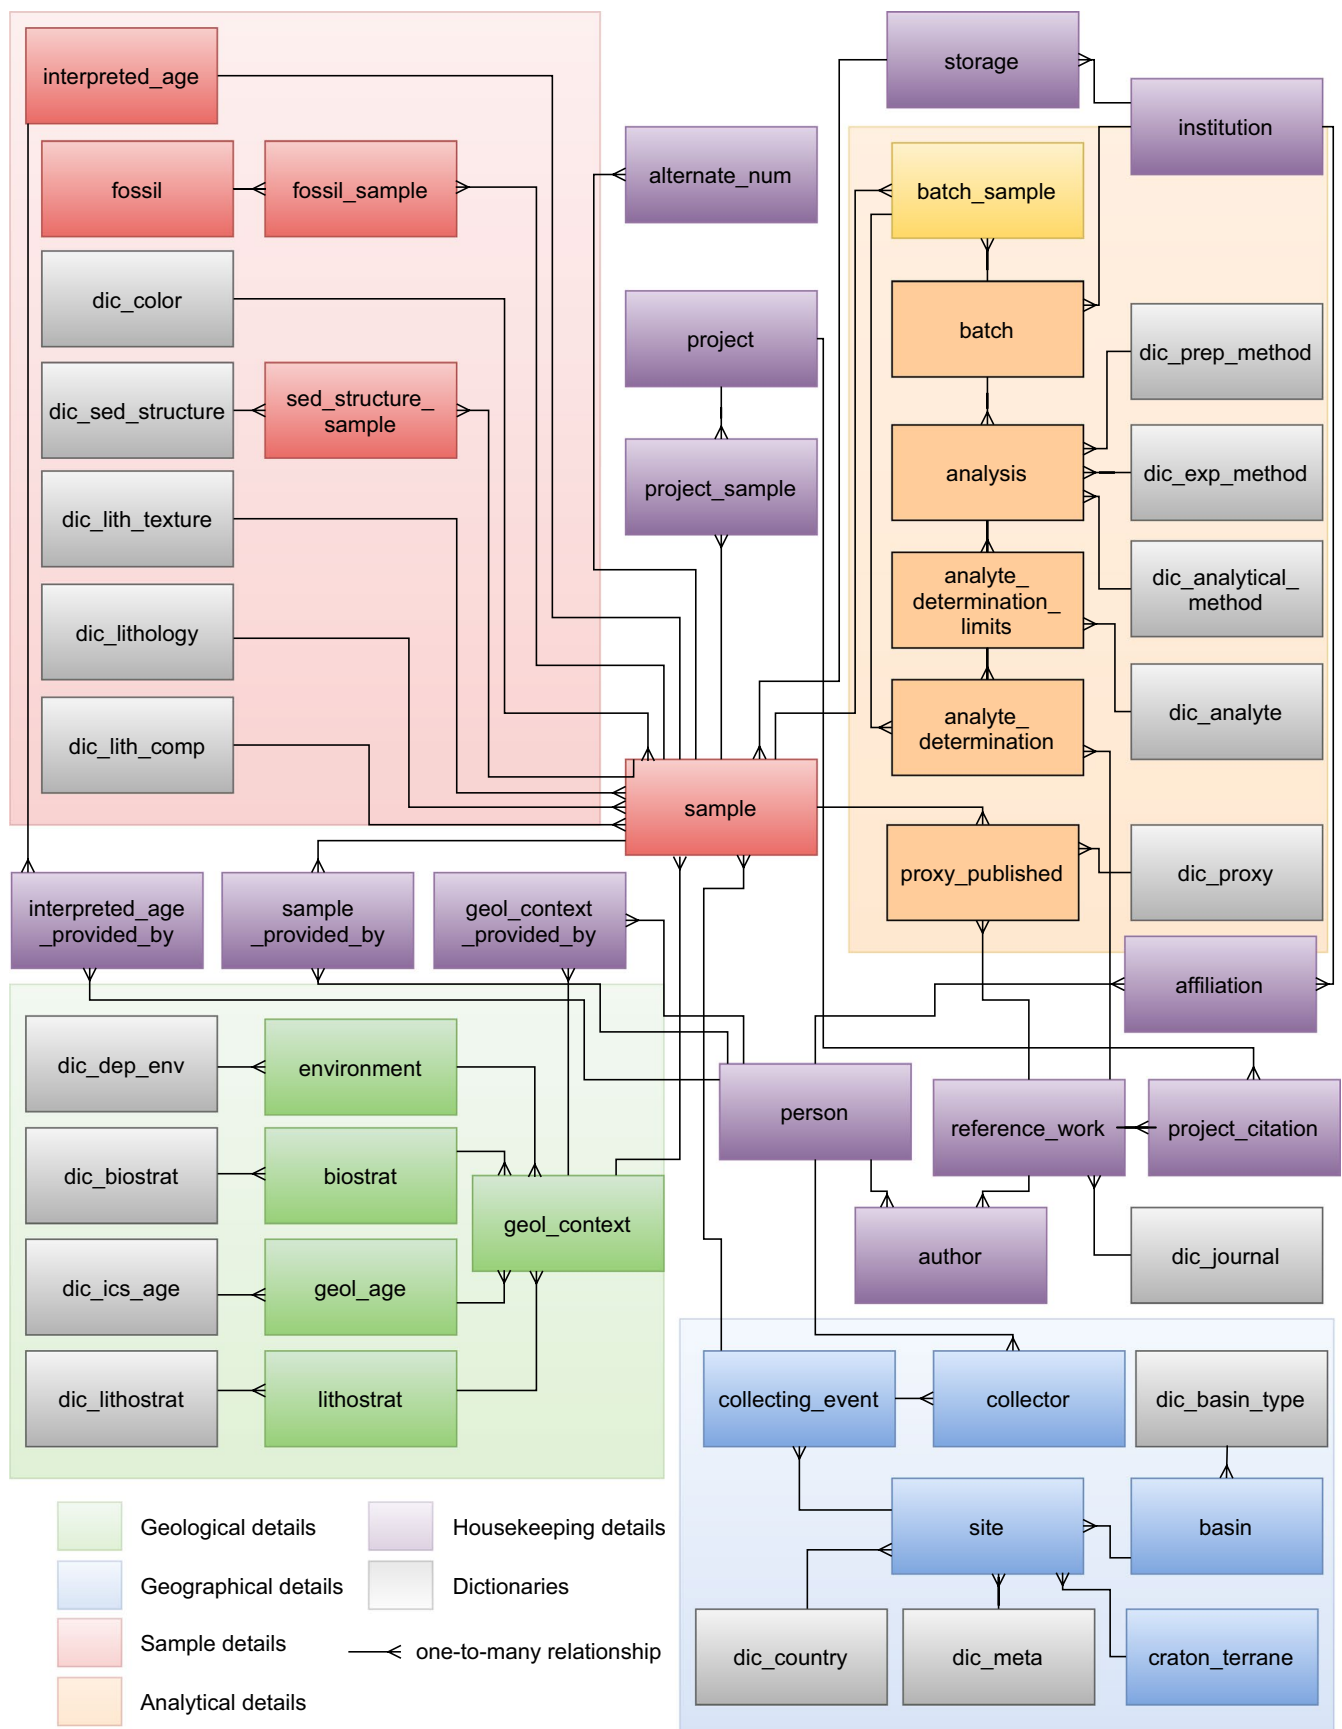 storage
interpreted_age
institution
alternate_num
fossil
fossil_sample
batch_sample
dic_color
batch
project
dic_prep_method
dic_sed_structure
sed_structure_
sample
analysis
dic_exp_method
project_sample
dic_lith_texture
analyte_
determination_
limits
dic_analytical_
method
dic_lithology
dic_analyte
analyte_
determination
dic_lith_comp
sample
proxy_published
dic_proxy
interpreted_age
_provided_by
sample
_provided_by
geol_context
_provided_by
affiliation
dic_dep_env
environment
person
reference_work
project_citation
dic_biostrat
biostrat
geol_context
author
dic_journal
dic_ics_age
geol_age
dic_lithostrat
lithostrat
collecting_event
collector
dic_basin_type
site
basin
dic_country
dic_meta
craton_terrane
Geological details
Housekeeping details
Geographical details
Dictionaries
Sample details
one-to-many relationship
Analytical details